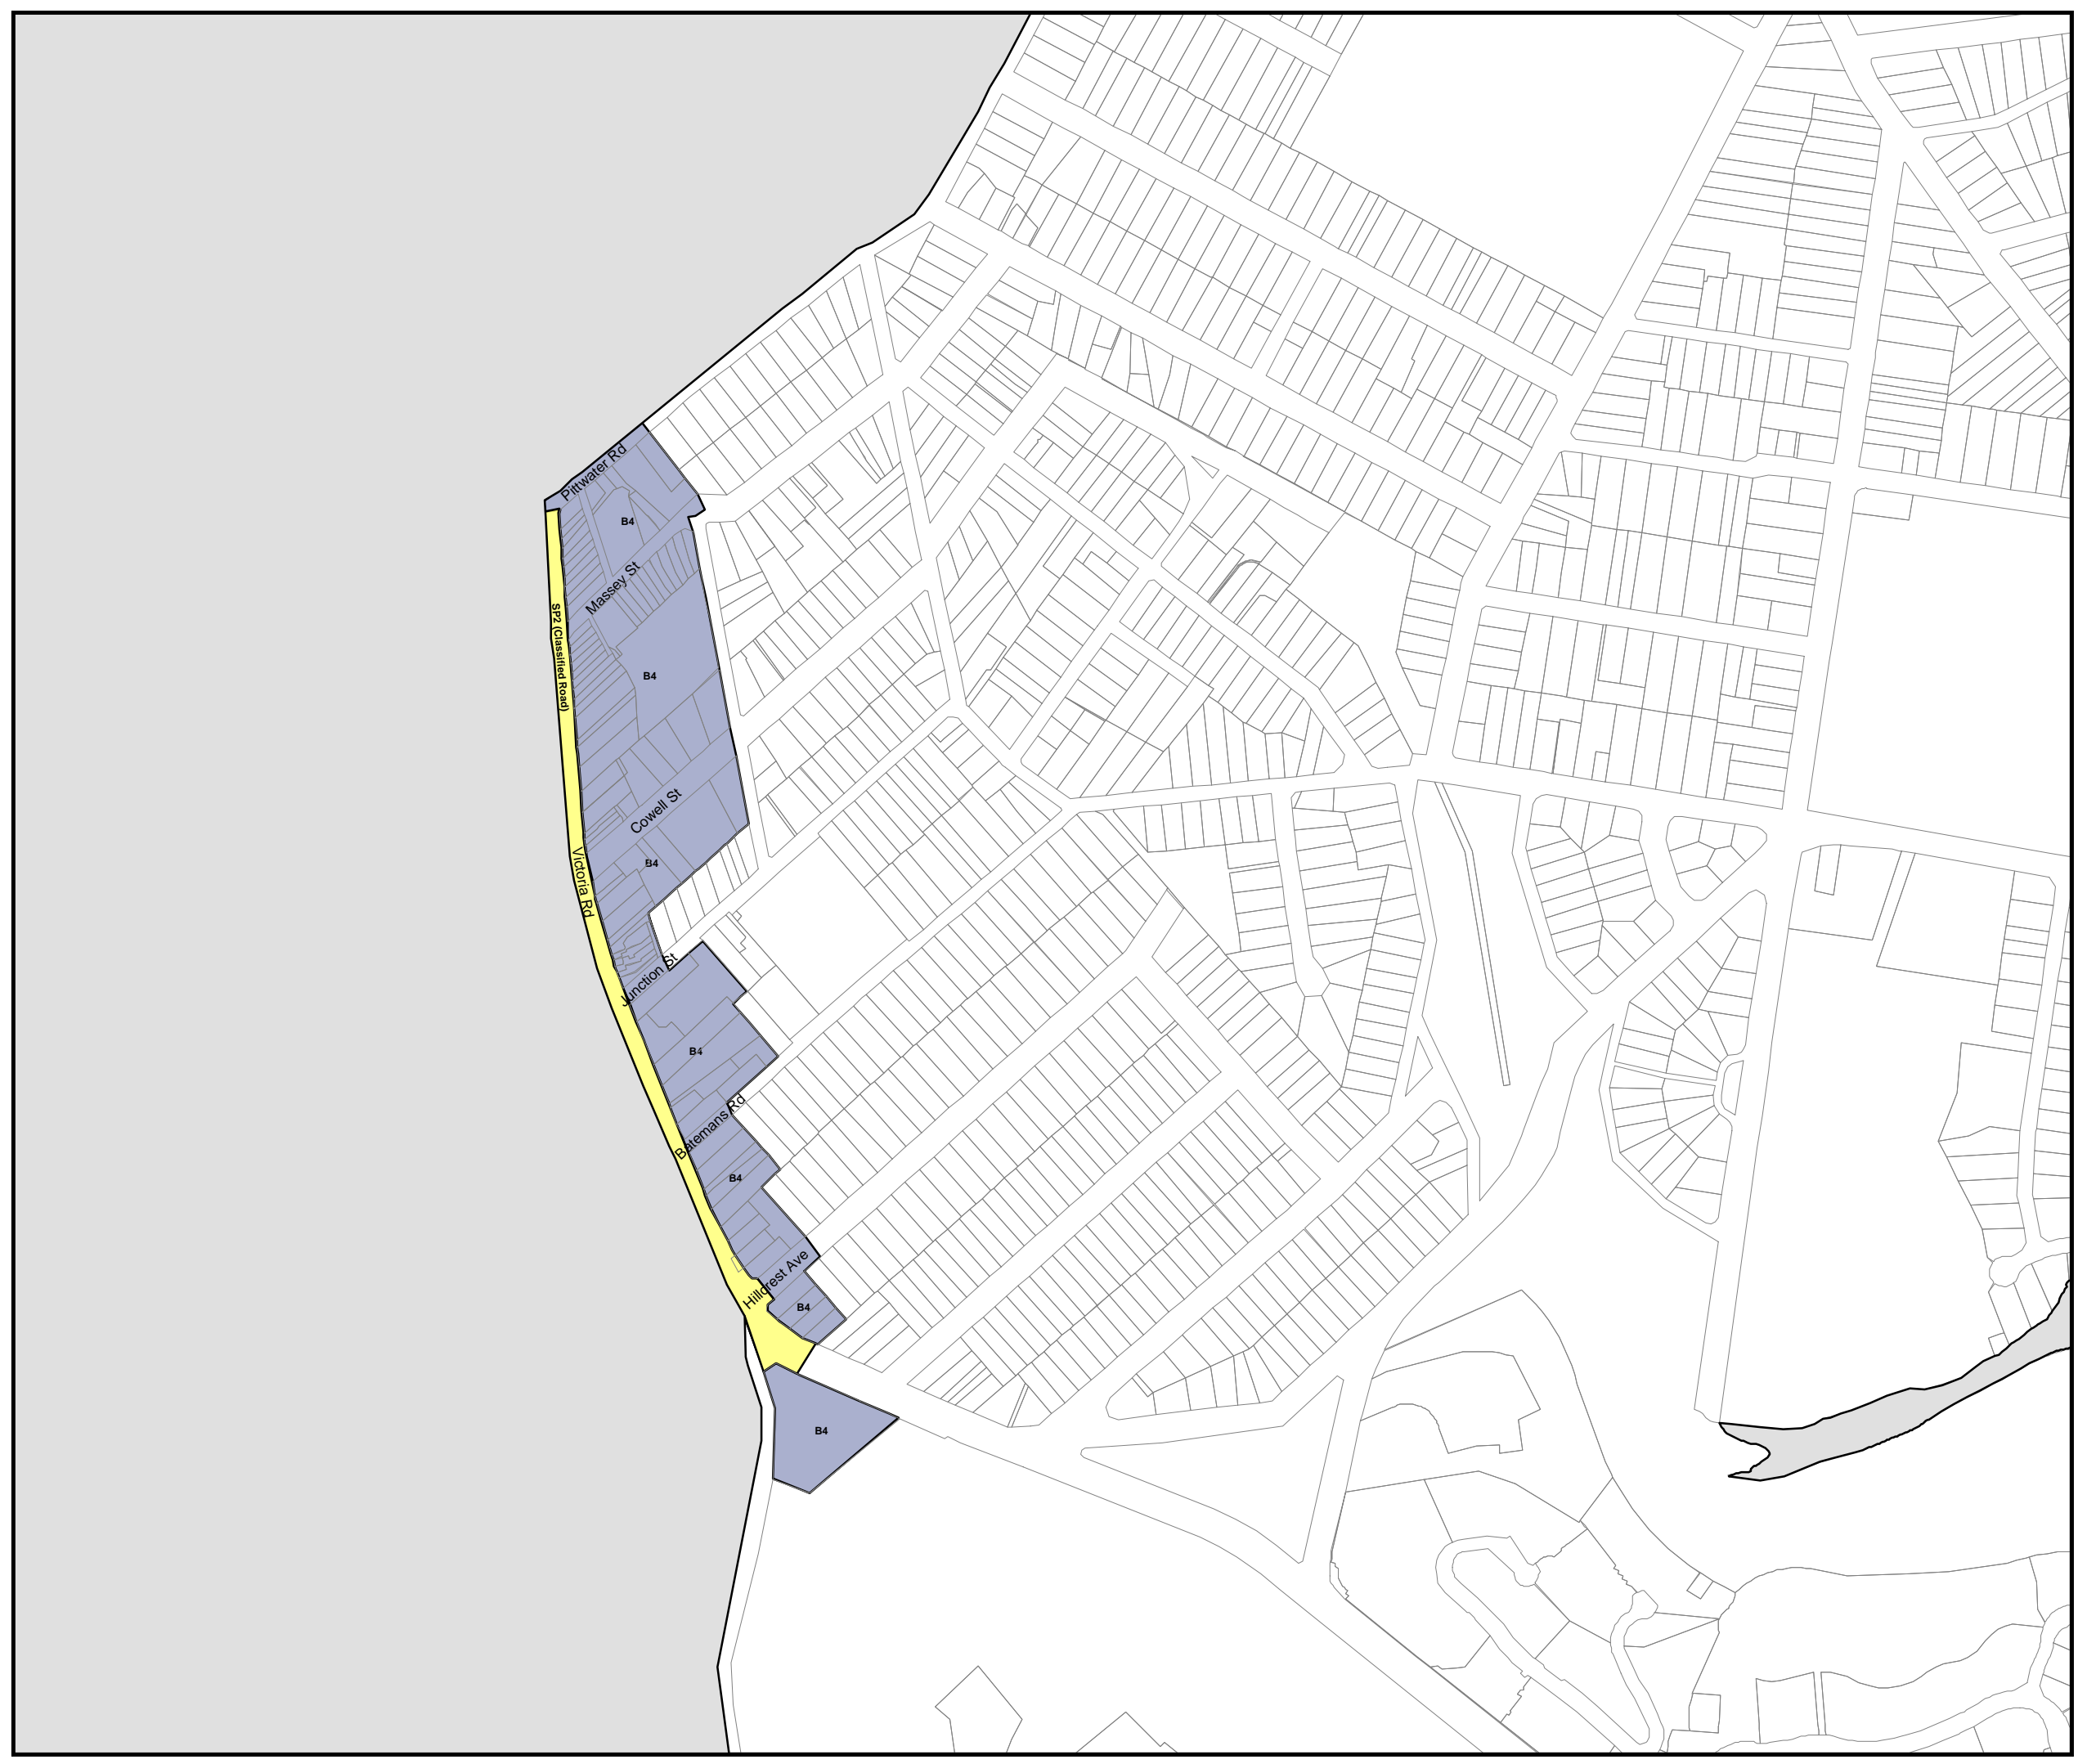 Pittwater Rd
B4
Massey St
SP2 (Classified Road)
B4
Cowell St
B4
Victoria Rd
Junction St
B4
Batemans Rd
B4
Hillcrest Ave
B4
B4